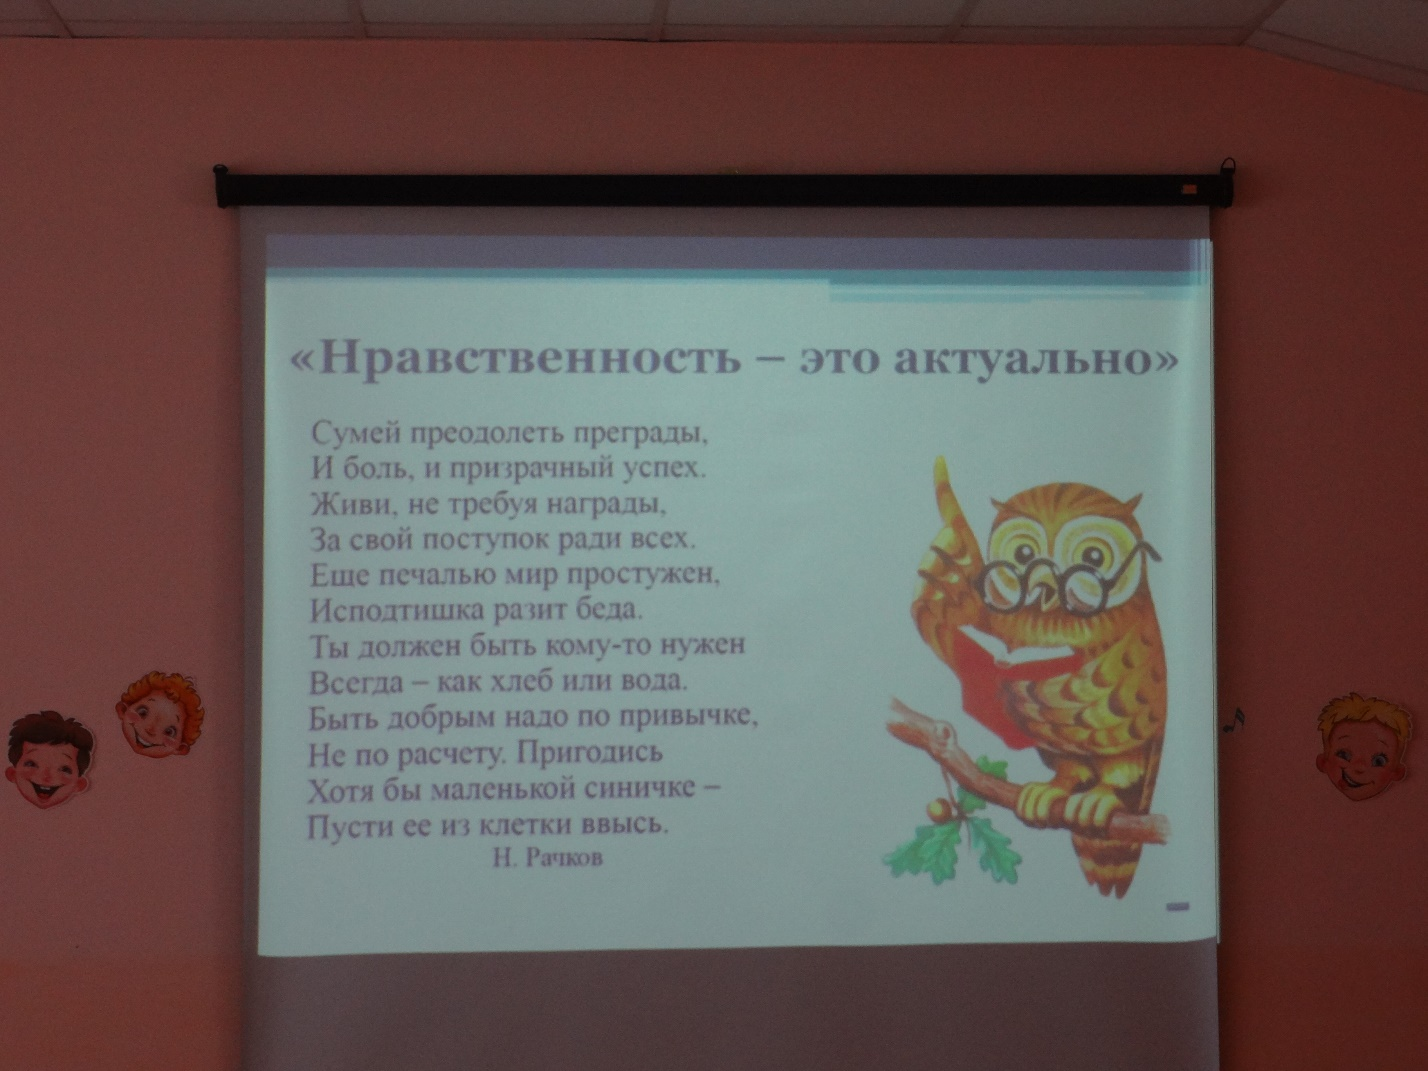 «Нравственность – это актуально»
Сумей преодолеть преграды,
И боль, и призрачный успех.
Живи, не требуя награды,
За свой поступок ради всех.
Еще печалью мир простужен,
Исподтишка разит беда.
Ты должен быть кому-то нужен
Всегда – как хлеб или вода.
Быть добрым надо по привычке,
Не по расчету. Пригодись
Хотя бы маленькой синичке –
Пусти ее из клетки ввысь.
Н. Рачков